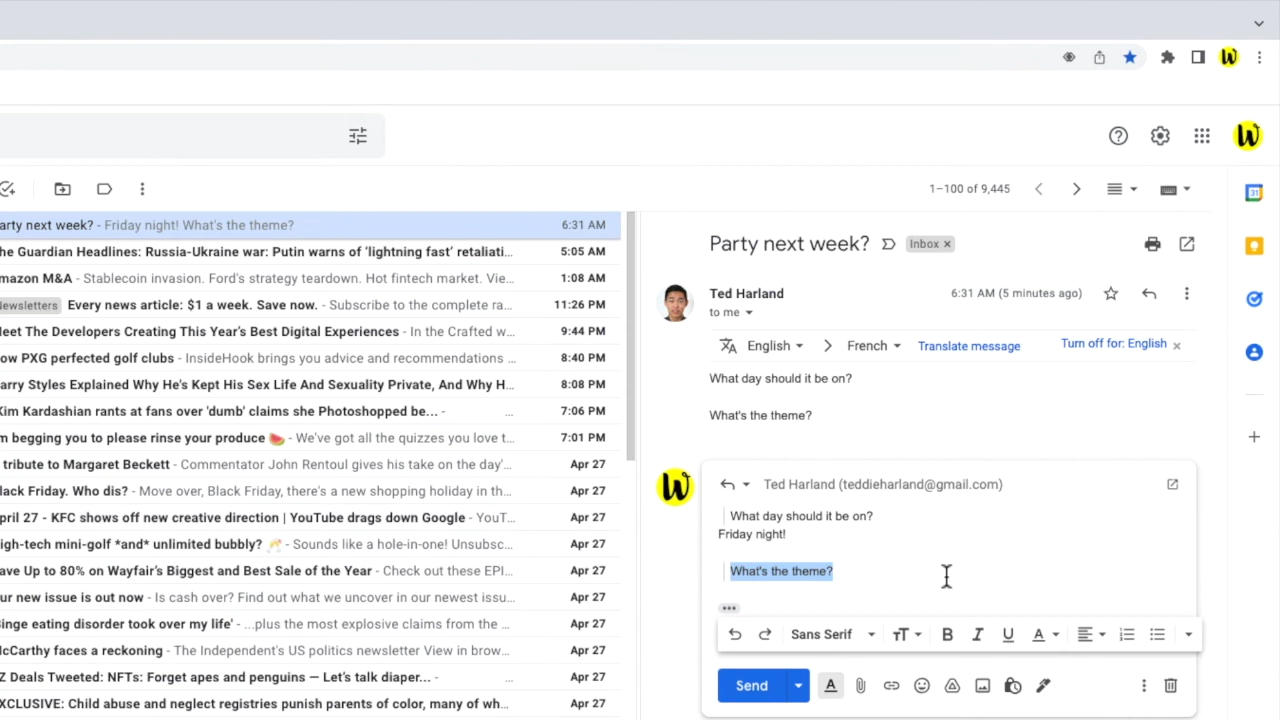 1–100 of 9,445
arty next week? - Friday night! What's the theme? 6:31 AM
he Guardian Headlines: Russia-Ukraine war: Putin warns of 'lightning fast' retaliati... 5:05 AM
mazon M&A - Stablecoin invasion. Ford's strategy teardown. Hot fintech market. Vie... 1:08 AM
Newsletters Every news article: $1 a week. Save now. - Subscribe to the complete ra... 11:26 PM
Meet The Developers Creating This Year's Best Digital Experiences - In the Crafted w... 9:44 PM
ow PXG perfected golf clubs - InsideHook brings you advice and recommendations ... 8:40 PM
arry Styles Explained Why He's Kept His Sex Life And Sexuality Private, And Why H... 8:08 PM
Kim Kardashian rants at fans over 'dumb' claims she Photoshopped be... - ... 7:06 PM
m begging you to please rinse your produce 🍉 - We've got all the quizzes you love t... 7:01 PM
tribute to Margaret Beckett - Commentator John Rentoul gives his take on the day'... Apr 27
lack Friday. Who dis? - Move over, Black Friday, there's a new shopping holiday in th... Apr 27
pril 27 - KFC shows off new creative direction | YouTube drags down Google - YouT... Apr 27
igh-tech mini-golf *and* unlimited bubbly? 🥂 - Sounds like a hole-in-one! Unsubsc... Apr 27
ave Up to 80% on Wayfair's Biggest and Best Sale of the Year - Check out these EPI... Apr 27
ur new issue is out now - Is cash over? Find out what we uncover in our newest issu... Apr 27
Binge eating disorder took over my life' - ...plus the most explosive claims from the ... Apr 27
McCarthy faces a reckoning - The Independent's US politics newsletter View in brow... Apr 27
Z Deals Tweeted: NFTs: Forget apes and penguins — Let's talk diaper... - Apr 27
XCLUSIVE: Child abuse and neglect registries punish parents of color, many of wh... Apr 27
Party next week? Inbox ×
Ted Harland 6:31 AM (5 minutes ago)
to me
English > French Translate message Turn off for: English ×
What day should it be on?
What's the theme?
Ted Harland (teddieharland@gmail.com)
What day should it be on?
Friday night!
What's the theme?
Sans Serif
B I U A
Send A
W
W
W
31